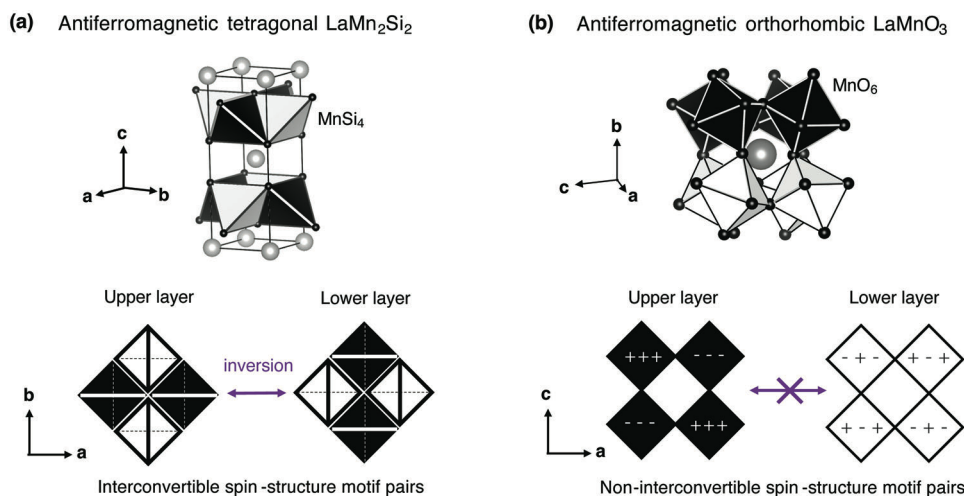 (a) Antiferromagnetic tetragonal LaMn₂Si₂
MnSi₄
c
a
b
Upper layer
Lower layer
inversion
b
a
Interconvertible spin -structure motif pairs
(b) Antiferromagnetic orthorhombic LaMnO₃
MnO₆
b
c
a
Upper layer
Lower layer
+++ - - -
- - - +++
- + - + - +
+ - + - + -
c
a
Non-interconvertible spin -structure motif pairs